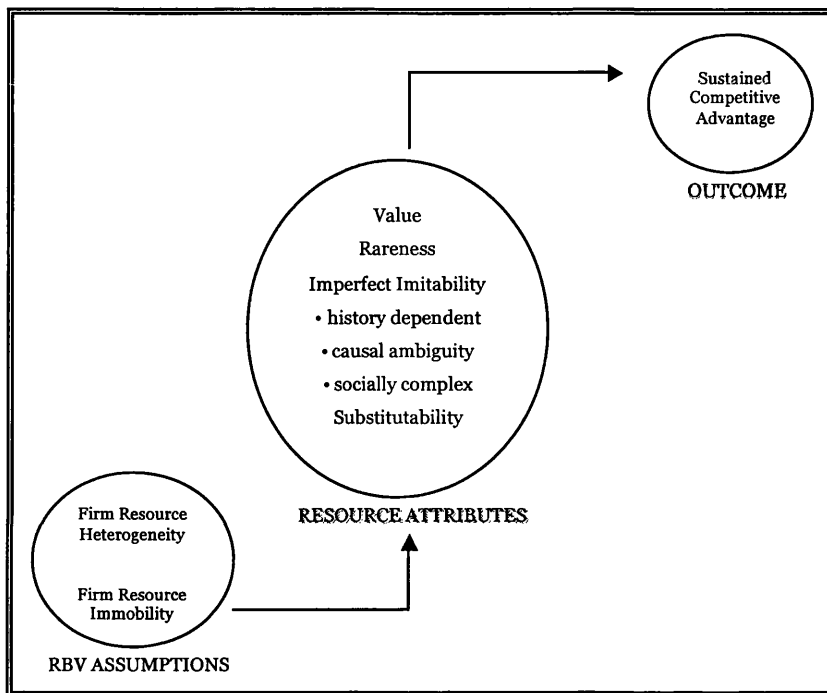 Sustained
Competitive
Advantage
OUTCOME
Value
Rareness
Imperfect Imitability
• history dependent
• causal ambiguity
• socially complex
Substitutability
RESOURCE ATTRIBUTES
Firm Resource
Heterogeneity
Firm Resource
Immobility
RBV ASSUMPTIONS